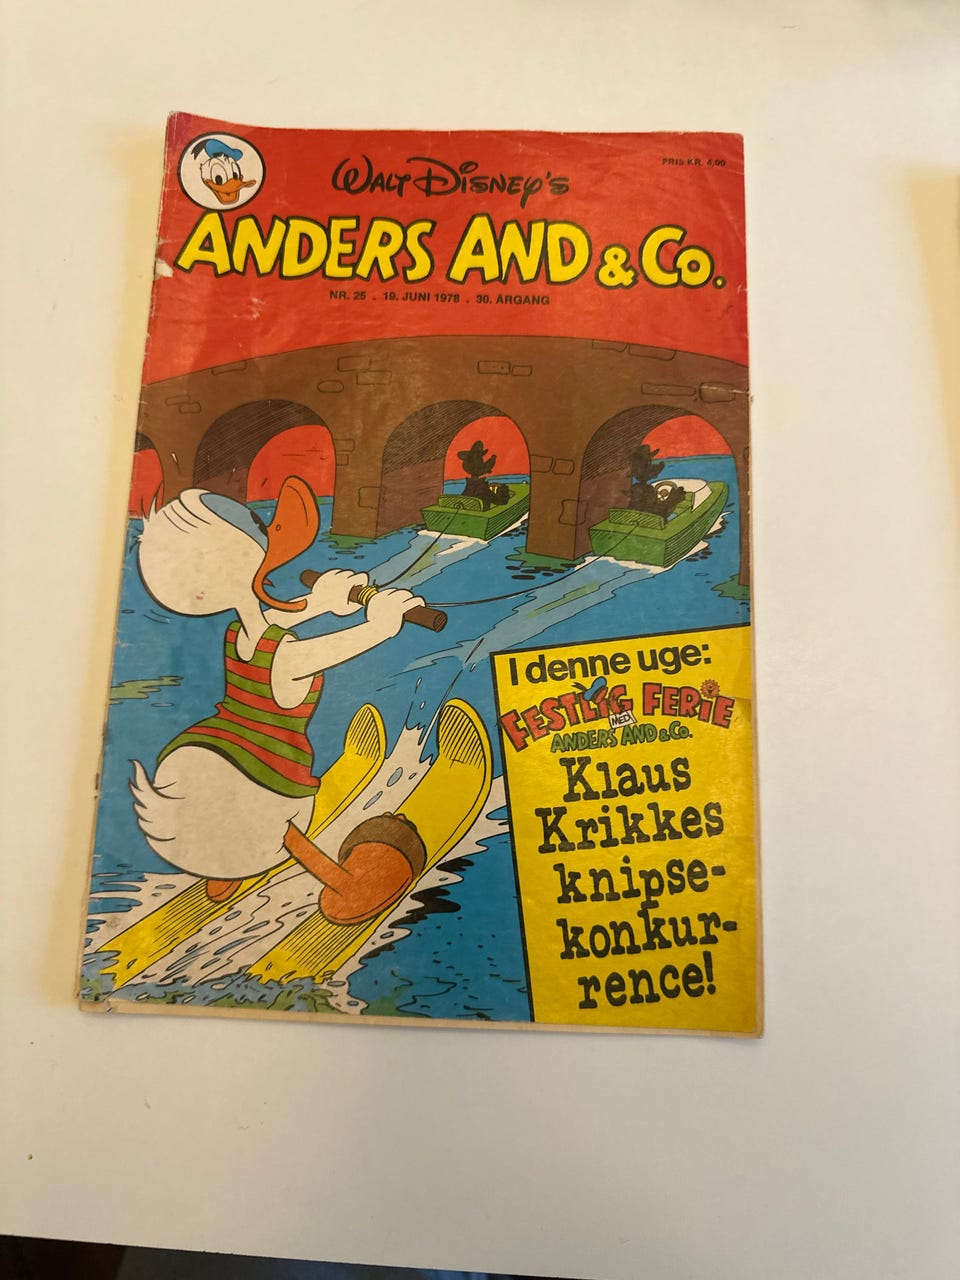 PRIS KR. 4,00
WALT DISNEY'S
ANDERS AND & CO.
NR. 25 . 19. JUNI 1978 . 30. ÅRGANG
I denne uge:
FESTLIG FERIE
MED
ANDERS AND & CO.
Klaus
Krikkes
knipse-
konkur-
rence!